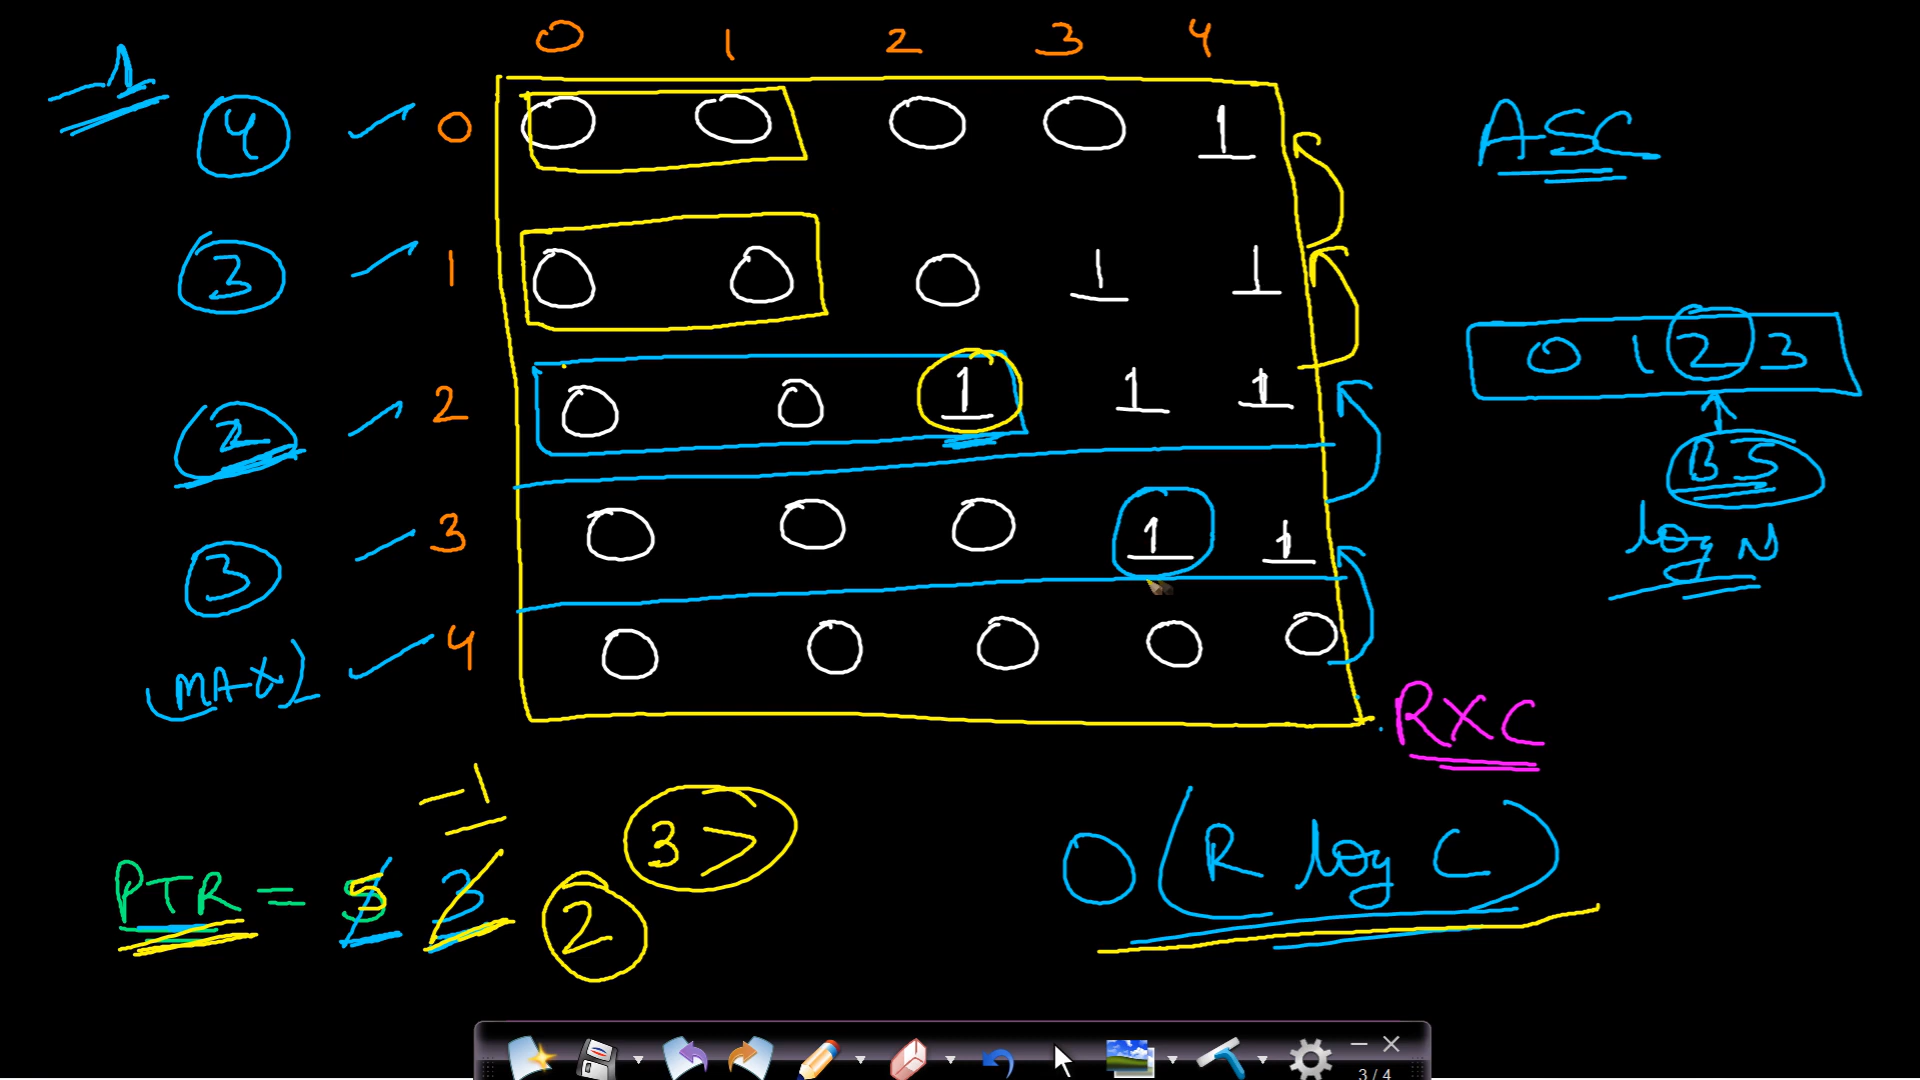 0 1 2 3 4
-1
4 0 0 0 0 0 1
ASC
3 1 0 0 0 1 1
0 1 2 3
2 2 0 0 1 1 1
BS
3 3 0 0 0 1 1
log N
(MAX) 4 0 0 0 0 0
RXC
-1
3 >
PTR = 5 3 2
O(R log C)
3 / 4